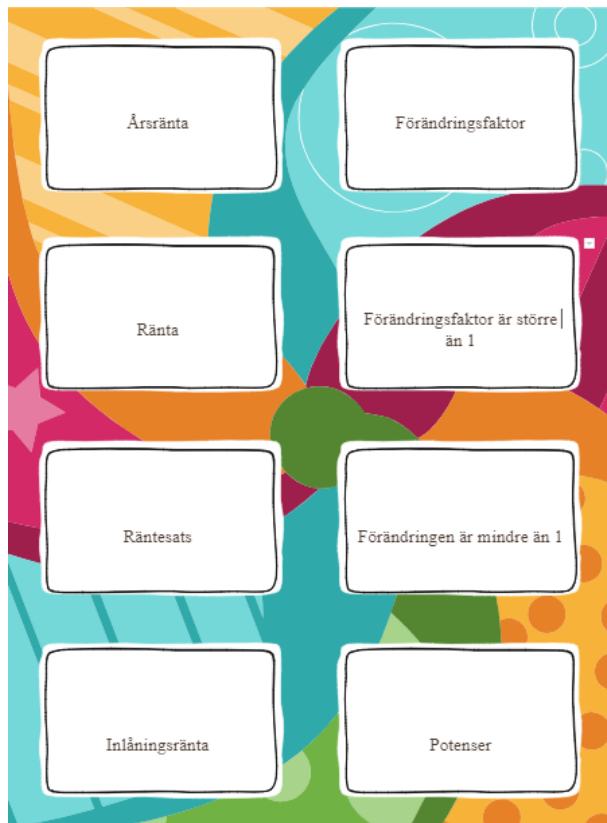 Årsränta
Förändringsfaktor
Ränta
Förändringsfaktor är större
än 1
Räntesats
Förändringen är mindre än 1
Inlåningsränta
Potenser